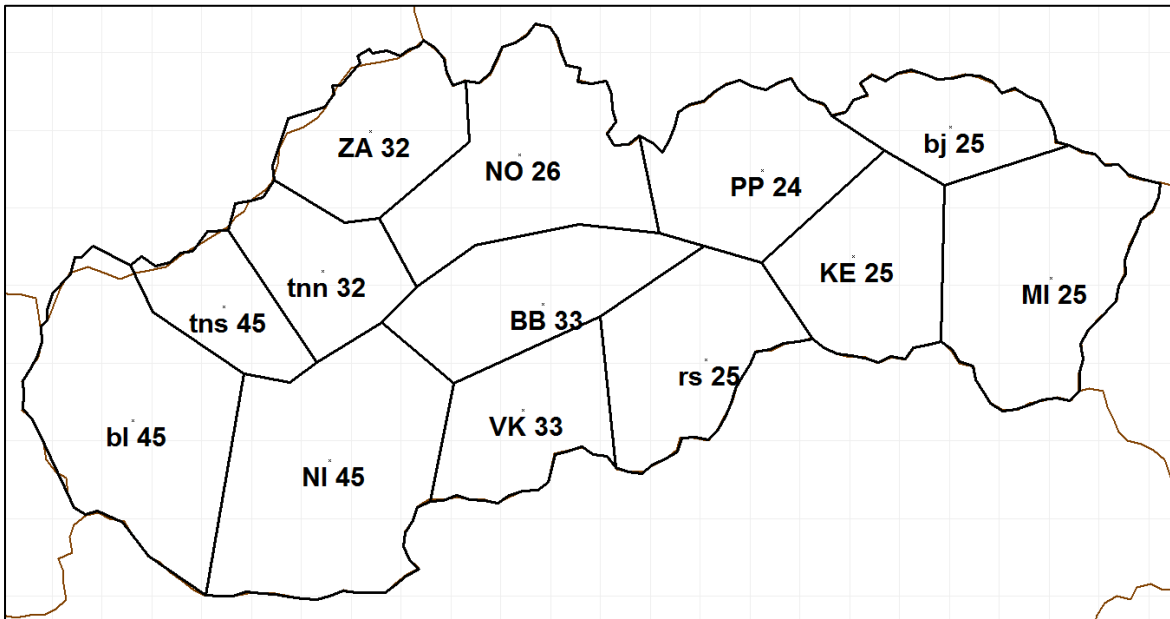 ZA 32
NO 26
bj 25
PP 24
tnn 32
KE 25
MI 25
tns 45
BB 33
rs 25
bl 45
VK 33
NI 45